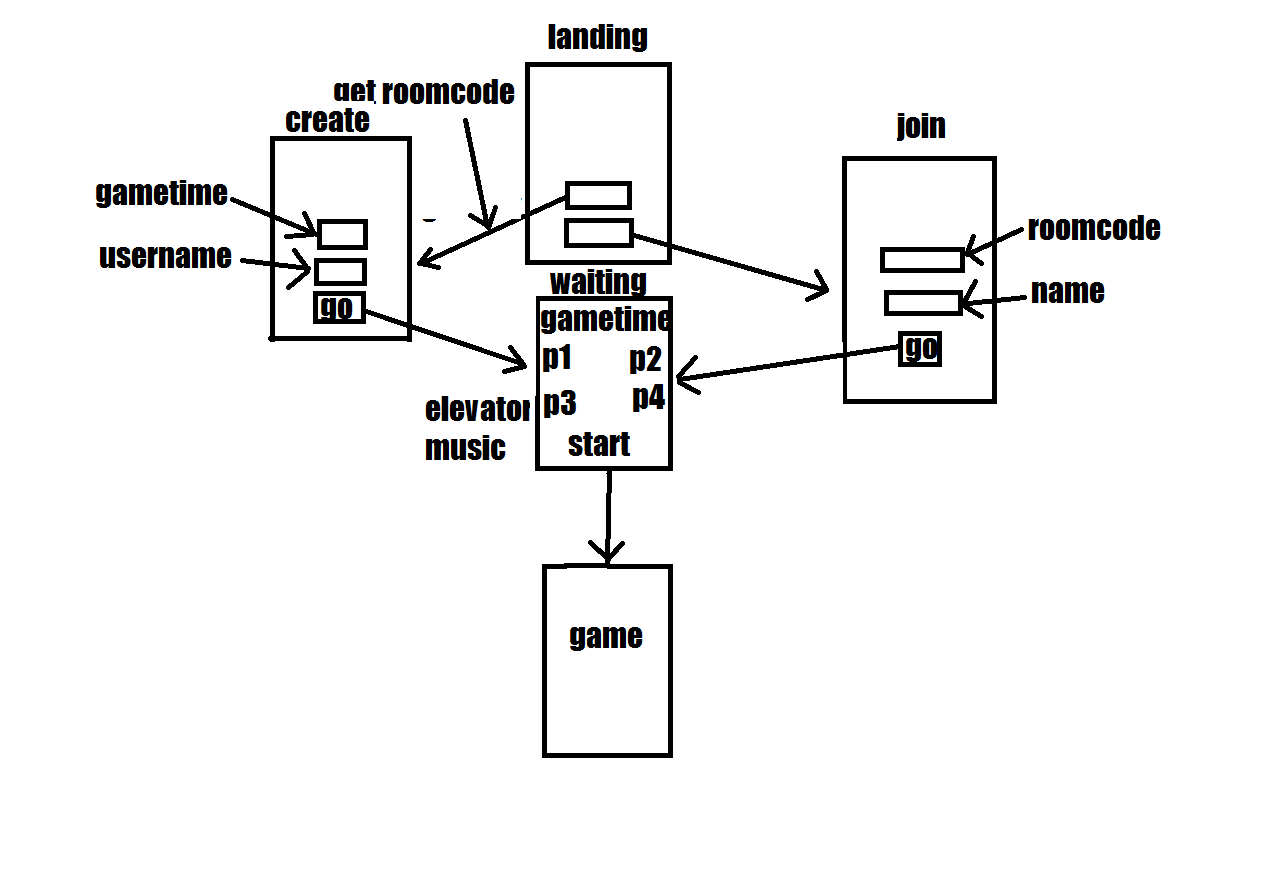 landing
get roomcode
create
join
gametime
username
go
roomcode
name
go
waiting
gametime
p1 p2
p3 p4
start
elevator
music
game